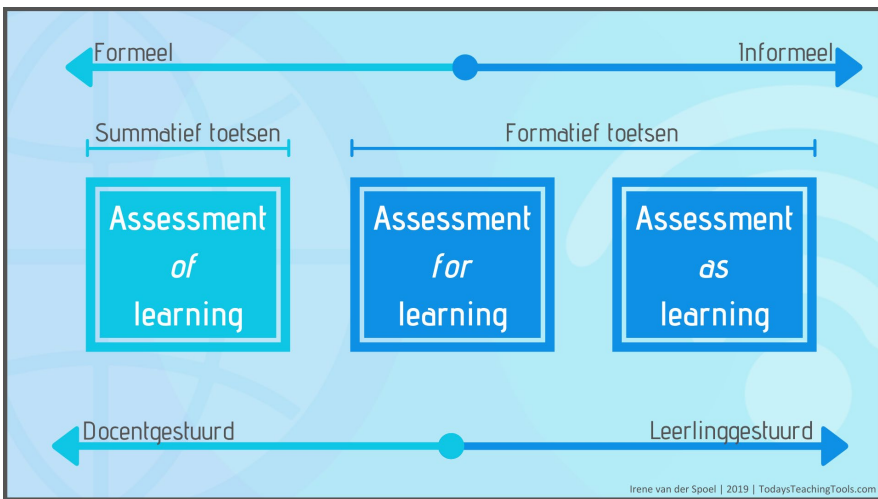 Formeel
Informeel
Summatief toetsen
Formatief toetsen
Assessment
of
learning
Assessment
for
learning
Assessment
as
learning
Docentgestuurd
Leerlinggestuurd
Irene van der Spoel | 2019 | TodaysTeachingTools.com